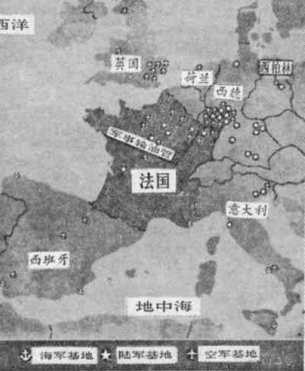 西洋
英国
荷兰
西柏林
西德
军事输油管
法国
意大利
西班牙
地中海
海军基地 陆军基地 空军基地